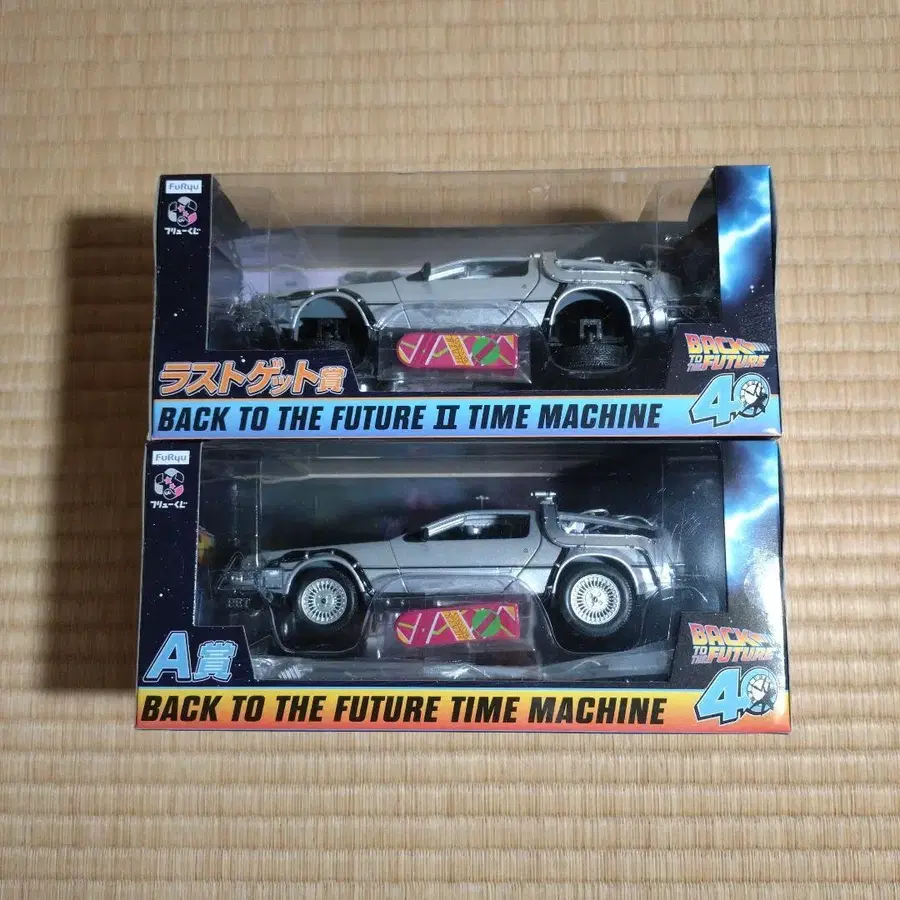 FuRyu
フリューくじ
ラストゲット賞
BACK TO THE FUTURE
40
BACK TO THE FUTURE II TIME MACHINE
FuRyu
フリューくじ
A賞
BACK TO THE FUTURE
40
BACK TO THE FUTURE TIME MACHINE